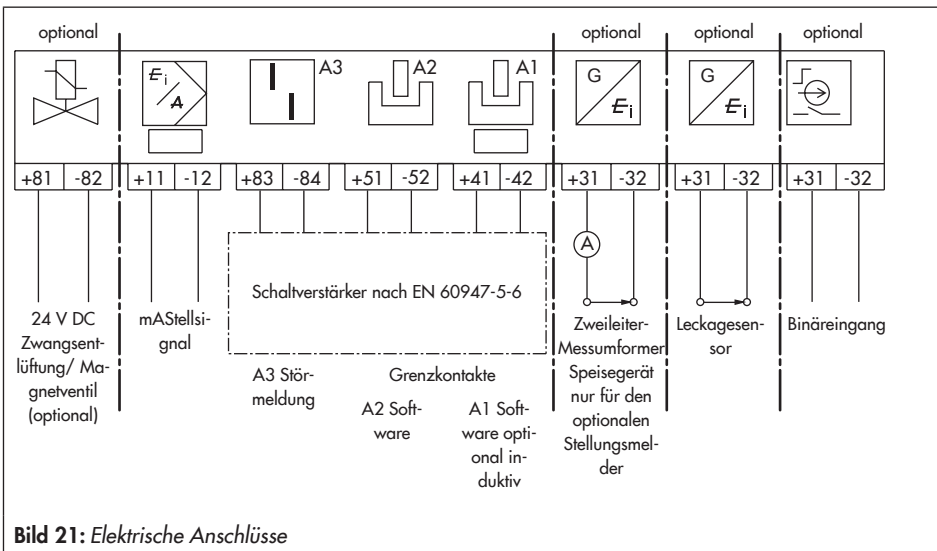 optional
optional
optional
optional
E i / A
A3
A2
A1
G / E i
G / E i
+81 -82 +11 -12 +83 -84 +51 -52 +41 -42 +31 -32 +31 -32 +31 -32
A
Schaltverstärker nach EN 60947-5-6
24 V DC
Zwangsent-
lüftung/ Ma-
gnetventil
(optional)
mAStellsi-
gnal
A3 Stör-
meldung
Grenzkontakte
A2 Soft-
ware
A1 Soft-
ware opti-
onal in-
duktiv
Zweileiter-
Messumformer
Speisegerät
nur für den
optionalen
Stellungsmel-
der
Leckagesen-
sor
Binäreingang
Bild 21: Elektrische Anschlüsse